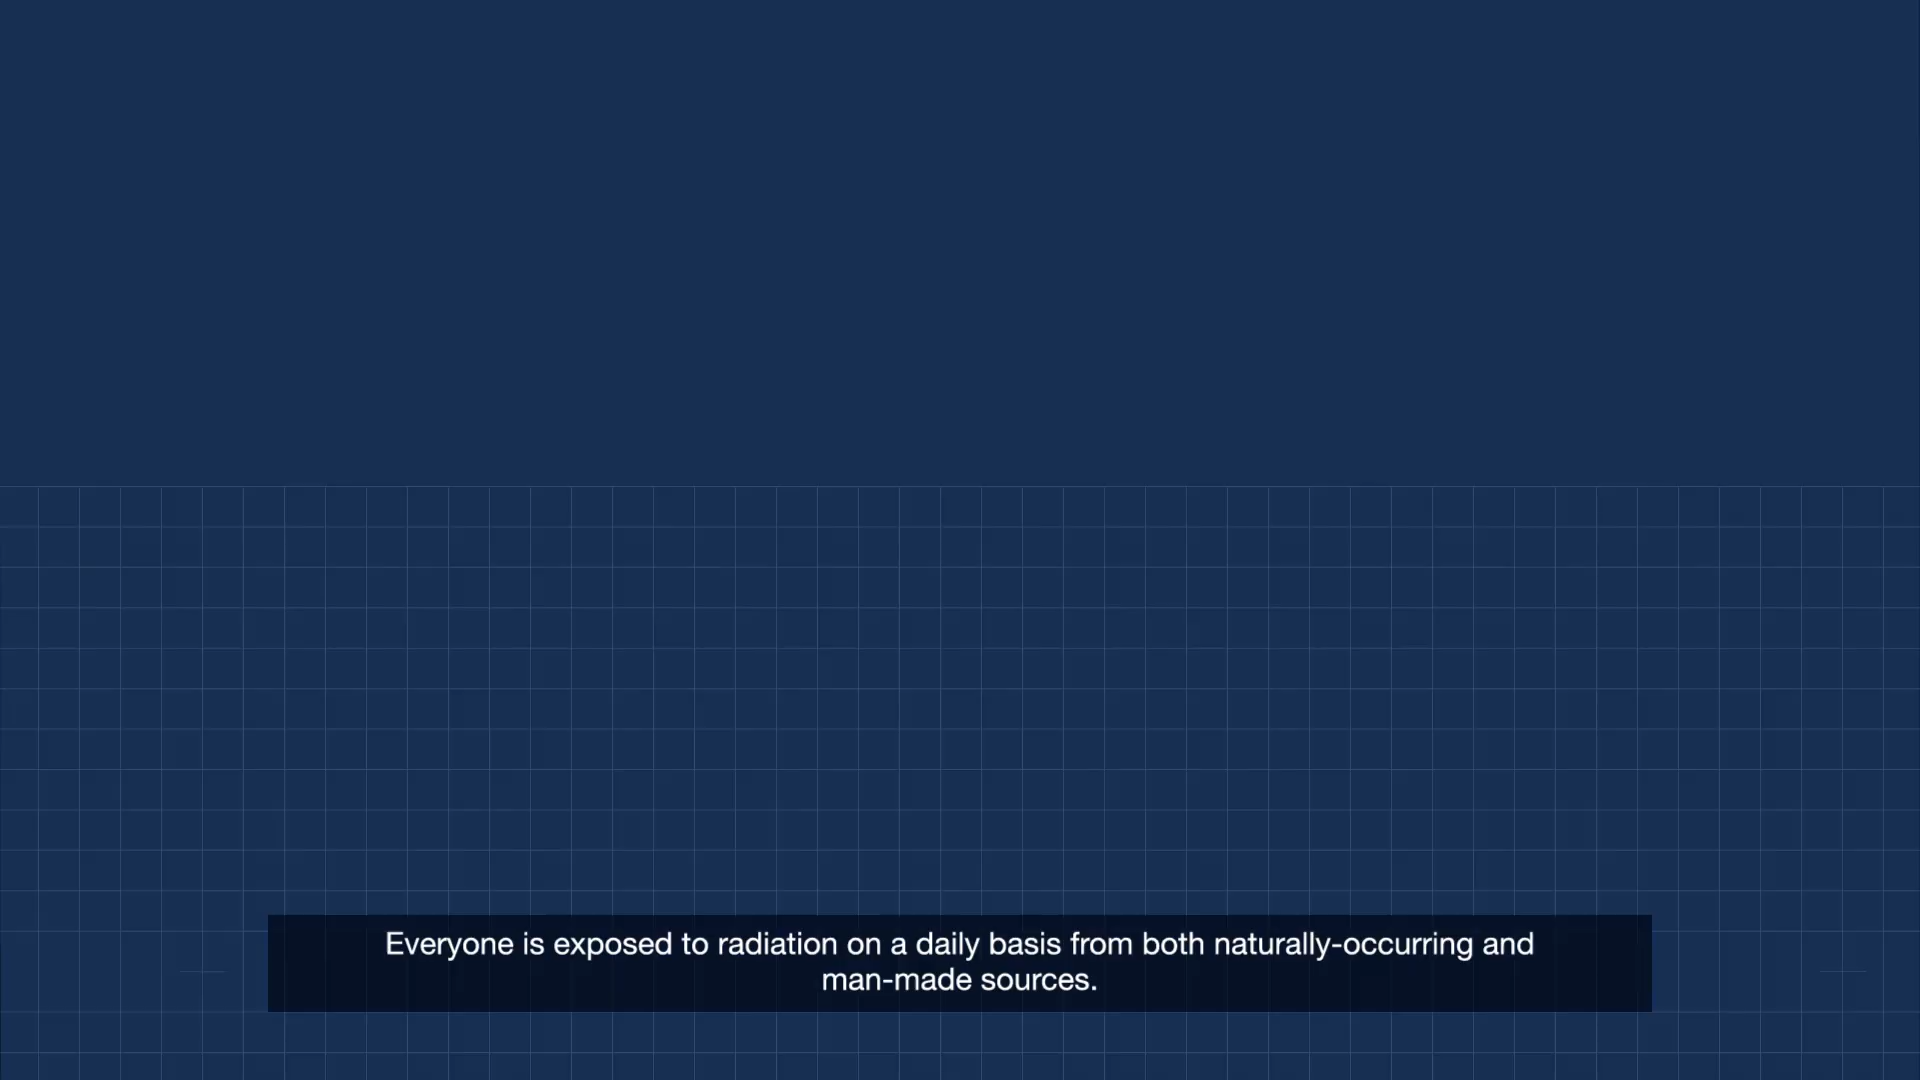 Everyone is exposed to radiation on a daily basis from both naturally-occurring and
man-made sources.